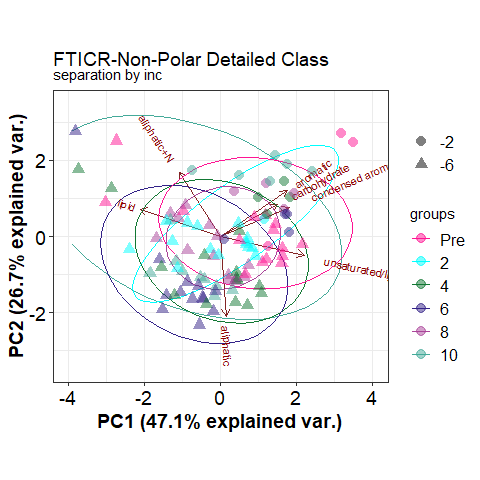 FTICR-Non-Polar Detailed Class
separation by inc
PC2 (26.7% explained var.)
2
0
-2
-4
-2
0
2
4
PC1 (47.1% explained var.)
aliphatic+N
lipid
aromatic
carbohydrate
condensed arom
unsaturated/l
aliphatic
-2
-6
groups
Pre
2
4
6
8
10